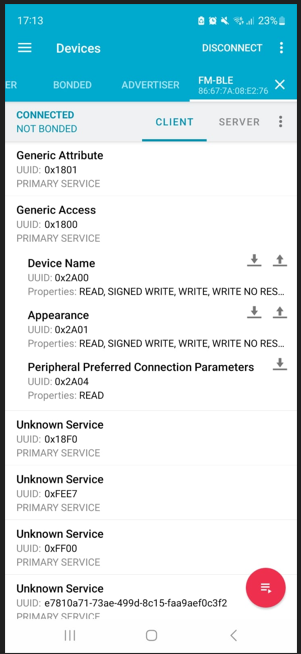 17:13
23%
Devices
DISCONNECT
ER
BONDED
ADVERTISER
FM-BLE
86:67:7A:08:E2:76
CONNECTED
NOT BONDED
CLIENT
SERVER
Generic Attribute
UUID: 0x1801
PRIMARY SERVICE
Generic Access
UUID: 0x1800
PRIMARY SERVICE
Device Name
UUID: 0x2A00
Properties: READ, SIGNED WRITE, WRITE, WRITE NO RES...
Appearance
UUID: 0x2A01
Properties: READ, SIGNED WRITE, WRITE, WRITE NO RES...
Peripheral Preferred Connection Parameters
UUID: 0x2A04
Properties: READ
Unknown Service
UUID: 0x18F0
PRIMARY SERVICE
Unknown Service
UUID: 0xFEE7
PRIMARY SERVICE
Unknown Service
UUID: 0xFF00
PRIMARY SERVICE
Unknown Service
UUID: e7810a71-73ae-499d-8c15-faa9aef0c3f2
PRIMARY SERVICE